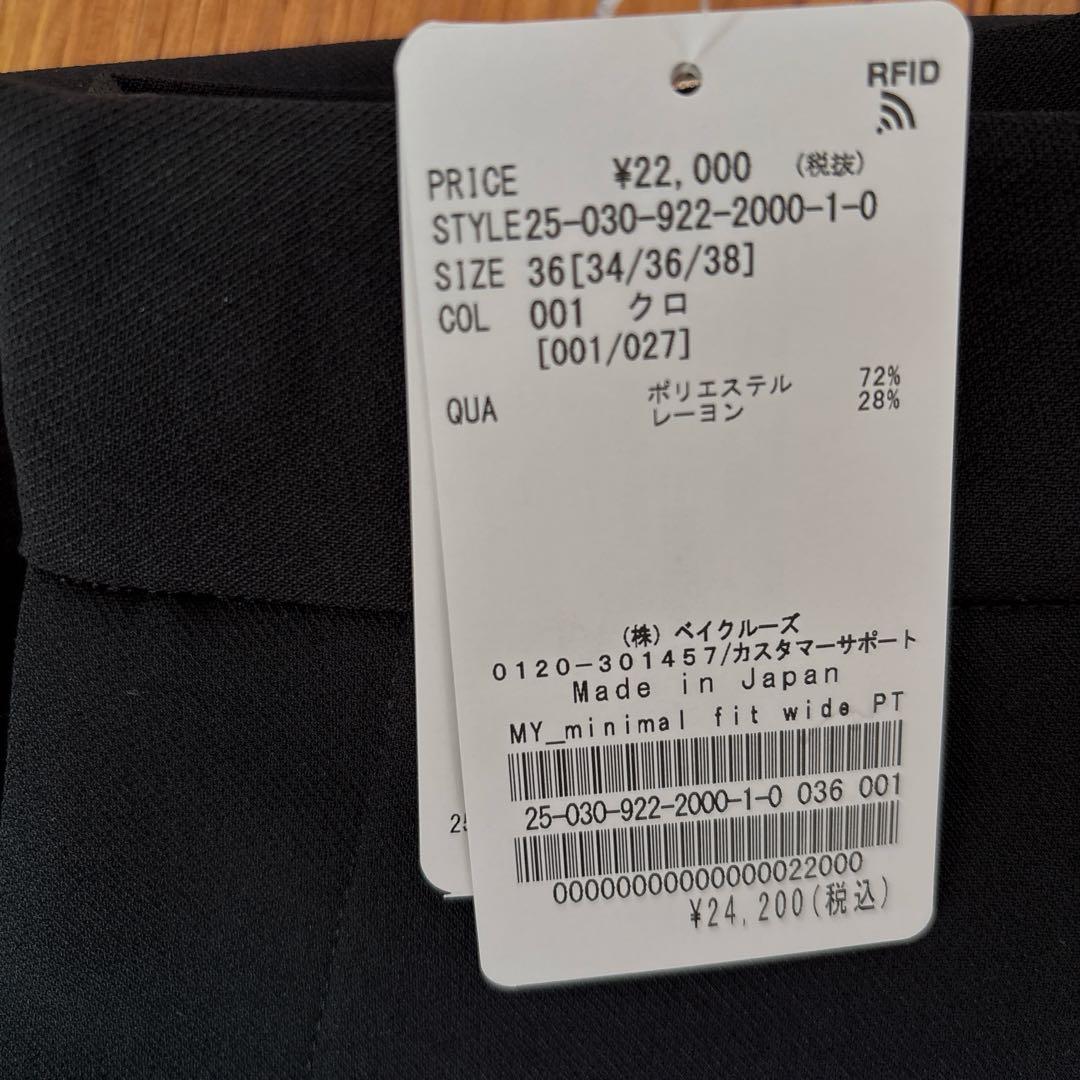 RFID
PRICE ¥22,000 (税抜)
STYLE25-030-922-2000-1-0
SIZE 36[34/36/38]
COL 001 クロ
[001/027]
QUA ポリエステル 72%
レーヨン 28%
(株) ベイクルーズ
0120-301457/カスタマーサポート
Made in Japan
MY_minimal fit wide PT
25-030-922-2000-1-0 036 001
00000000000000022000
¥24,200(税込)